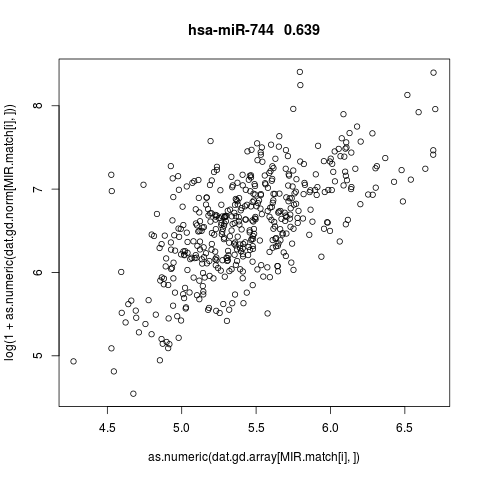 hsa-miR-744 0.639
log(1 + as.numeric(dat.gd.norm[MIR.match[i], ]))
8
7
6
5
4.5 5.0 5.5 6.0 6.5
as.numeric(dat.gd.array[MIR.match[i], ])